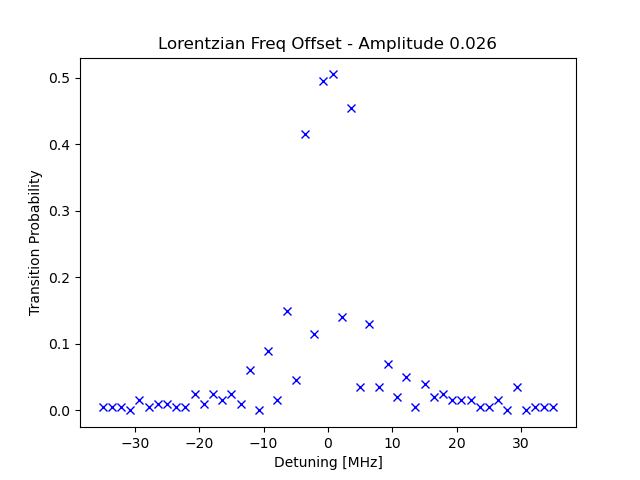 Lorentzian Freq Offset - Amplitude 0.026
0.5
0.4
0.3
0.2
0.1
0.0
Transition Probability
−30 −20 −10 0 10 20 30
Detuning [MHz]